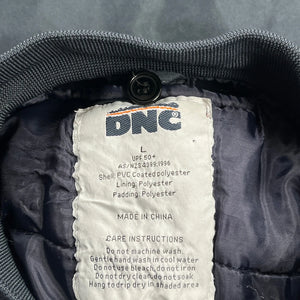 DNC®
L
UPF 50+
AS/NZS 4399:1996
Shell: PVC Coated polyester
Lining: Polyester
Padding: Polyester
MADE IN CHINA
CARE INSTRUCTIONS
Do not machine wash
Gentle hand wash in cool water
Do not use bleach, do not iron
Do not dry clean, do not soak
Hang to drip dry in shaded area